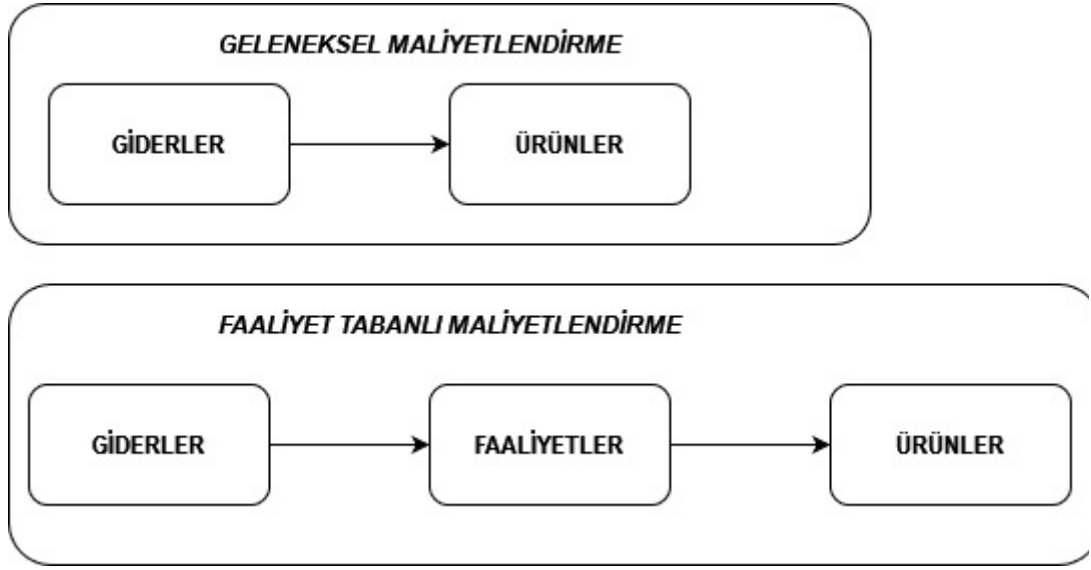 GELENEKSEL MALİYETLENDİRME
GİDERLER
ÜRÜNLER
FAALİYET TABANLI MALİYETLENDİRME
GİDERLER
FAALİYETLER
ÜRÜNLER